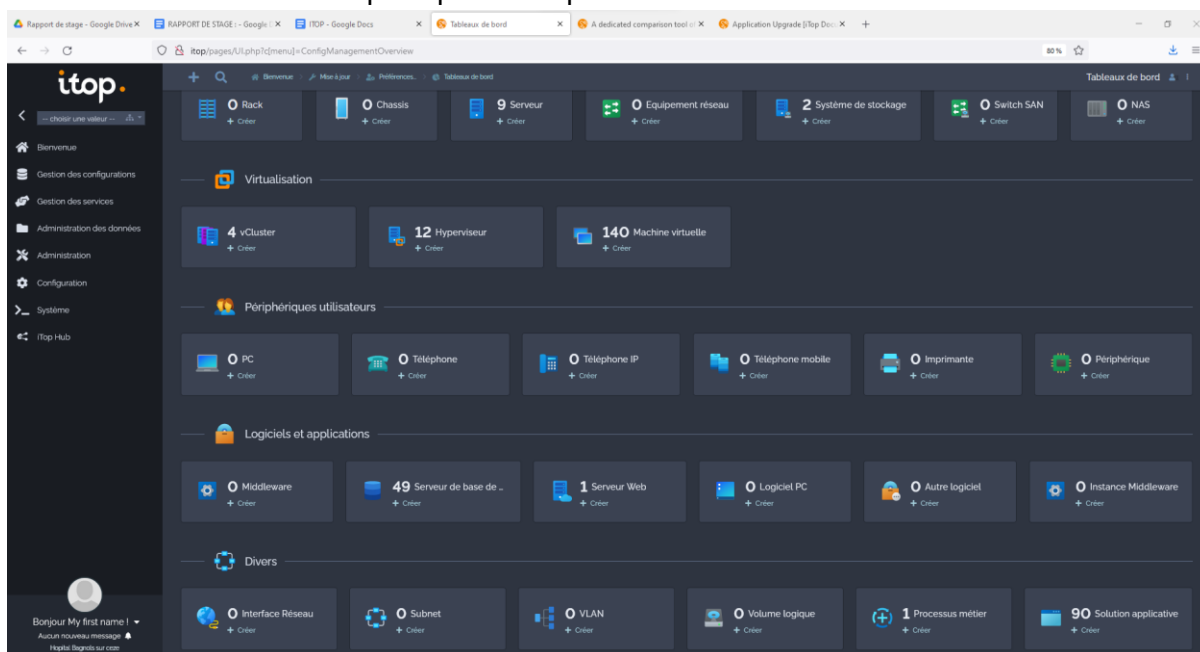 Rapport de stage - Google Drive
RAPPORT DE STAGE : - Google
ITOP - Google Docs
Tableaux de bord
A dedicated comparison tool
Application Upgrade [iTop Doc
itop/pages/UI.php?c[menu]=ConfigManagementOverview
80 %
itop
Bienvenue
Mise à jour
Préférences..
Tableaux de bord
Tableaux de bord
-- choisir une valeur --
Bienvenue
Gestion des configurations
Gestion des services
Administration des données
Administration
Configuration
Système
iTop Hub
0 Rack
+ Créer
0 Chassis
+ Créer
9 Serveur
+ Créer
0 Equipement réseau
+ Créer
2 Système de stockage
+ Créer
0 Switch SAN
+ Créer
0 NAS
+ Créer
Virtualisation
4 vCluster
+ Créer
12 Hyperviseur
+ Créer
140 Machine virtuelle
+ Créer
Périphériques utilisateurs
0 PC
+ Créer
0 Téléphone
+ Créer
0 Téléphone IP
+ Créer
0 Téléphone mobile
+ Créer
0 Imprimante
+ Créer
0 Périphérique
+ Créer
Logiciels et applications
0 Middleware
+ Créer
49 Serveur de base de ...
+ Créer
1 Serveur Web
+ Créer
0 Logiciel PC
+ Créer
0 Autre logiciel
+ Créer
0 Instance Middleware
+ Créer
Divers
0 Interface Réseau
+ Créer
0 Subnet
+ Créer
0 VLAN
+ Créer
0 Volume logique
+ Créer
1 Processus métier
+ Créer
90 Solution applicative
+ Créer
Bonjour My first name !
Aucun nouveau message
Hopital Bagnols sur ceze